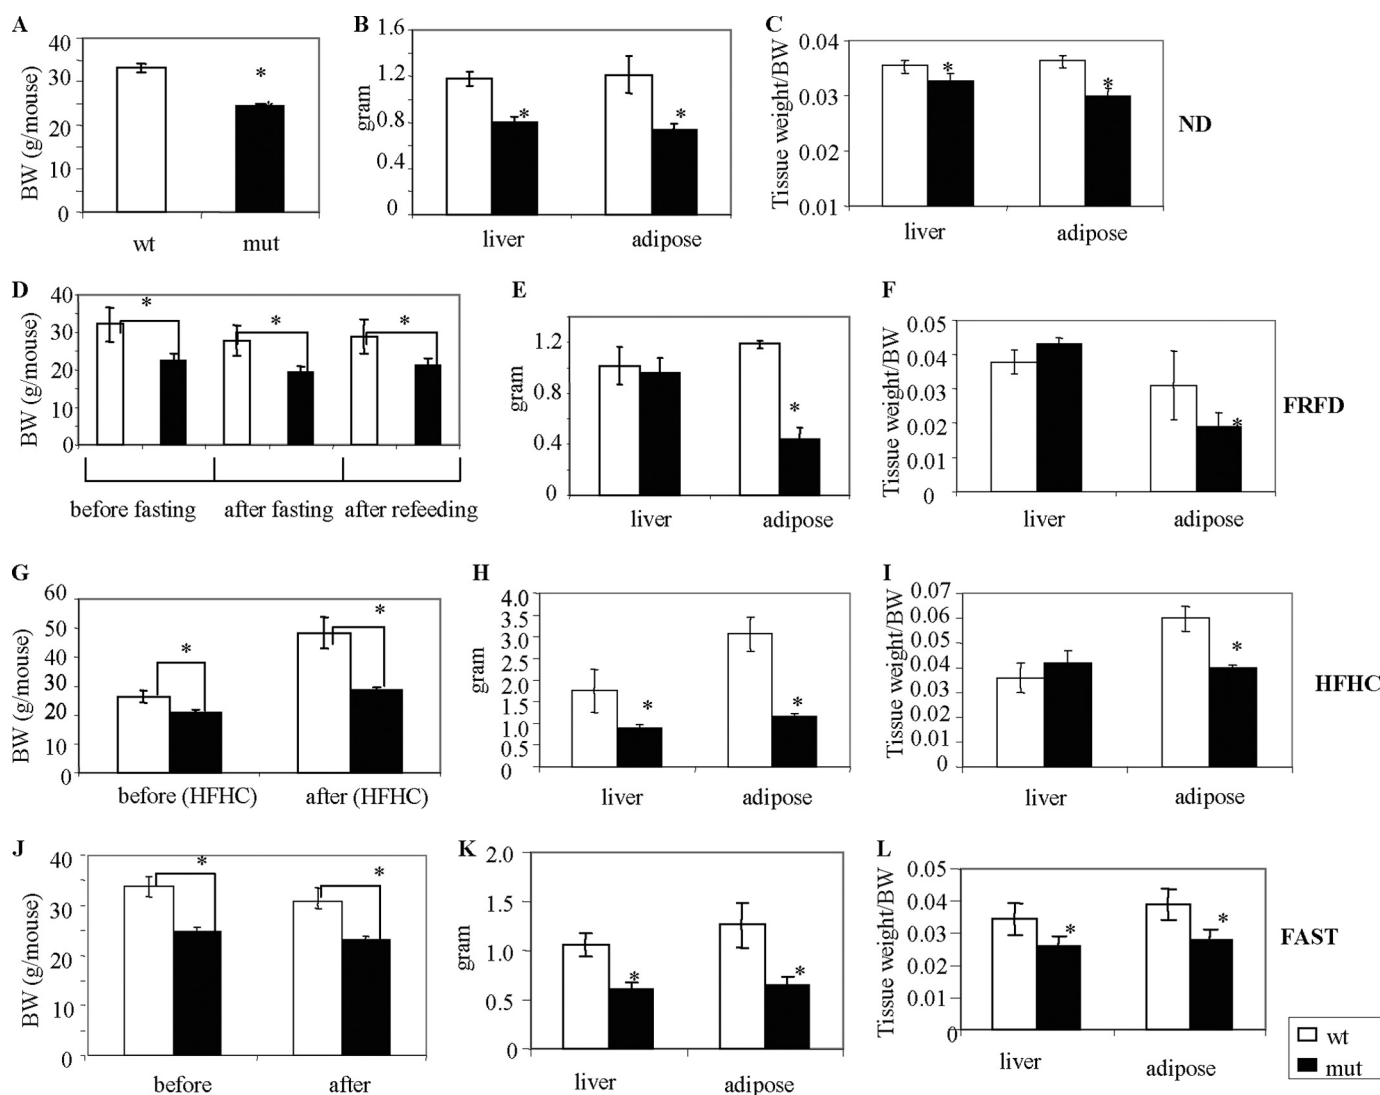 A
BW (g/mouse)
40
30
20
10
0
*
*
wt
mut
B
gram
1.6
1.2
0.8
0.4
0
*
*
liver
adipose
C
Tissue weight/BW
0.04
0.03
0.02
0.01
*
*
liver
adipose
ND
D
BW (g/mouse)
40
30
20
10
0
*
*
*
before fasting
after fasting
after refeeding
E
gram
1.2
0.8
0.4
0
*
liver
adipose
F
Tissue weight/BW
0.05
0.04
0.03
0.02
0.01
0
*
liver
adipose
FRFD
G
BW (g/mouse)
60
50
40
30
20
10
0
*
*
before (HFHC)
after (HFHC)
H
gram
4.0
3.5
3.0
2.5
2.0
1.5
1.0
0.5
0
*
*
liver
adipose
I
Tissue weight/BW
0.07
0.06
0.05
0.04
0.03
0.02
0.01
0
*
liver
adipose
HFHC
J
BW (g/mouse)
40
30
20
10
0
*
*
before
after
K
gram
2.0
1.5
1.0
0.5
0
*
*
liver
adipose
L
Tissue weight/BW
0.05
0.04
0.03
0.02
0.01
0
*
*
liver
adipose
FAST
wt
mut